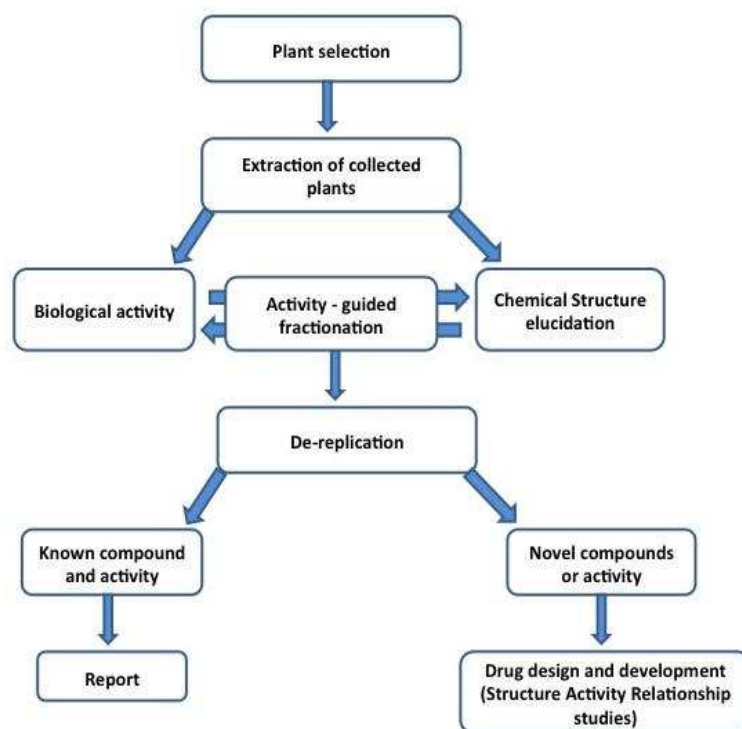 Plant selection
Extraction of collected
plants
Biological activity
Activity - guided
fractionation
Chemical Structure
elucidation
De-replication
Known compound
and activity
Novel compounds
or activity
Report
Drug design and development
(Structure Activity Relationship
studies)